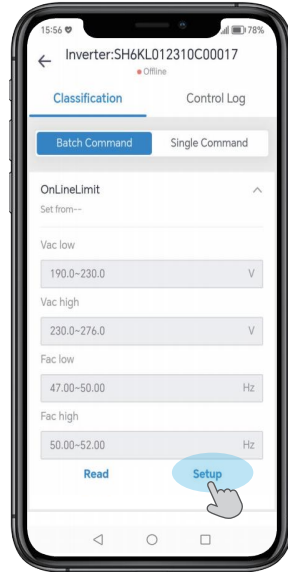 15:56 78%
Inverter:SH6KL012310C00017
Offline
Classification Control Log
Batch Command Single Command
OnLineLimit
Set from--
Vac low
190.0~230.0 V
Vac high
230.0~276.0 V
Fac low
47.00~50.00 Hz
Fac high
50.00~52.00 Hz
Read Setup